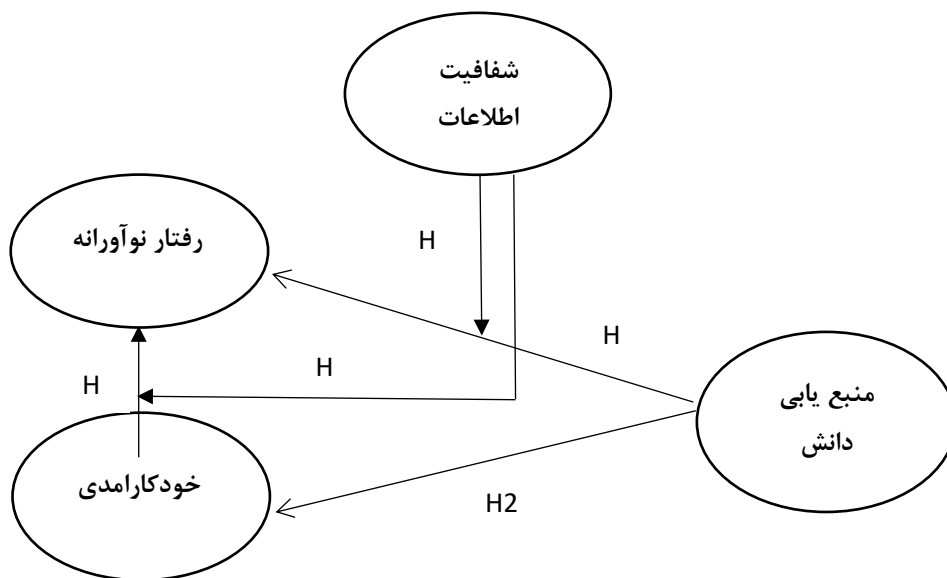 شفافیت
اطلاعات
رفتار نوآورانه
H
H
H
H
منبع یابی
دانش
خودکارامدی
H2